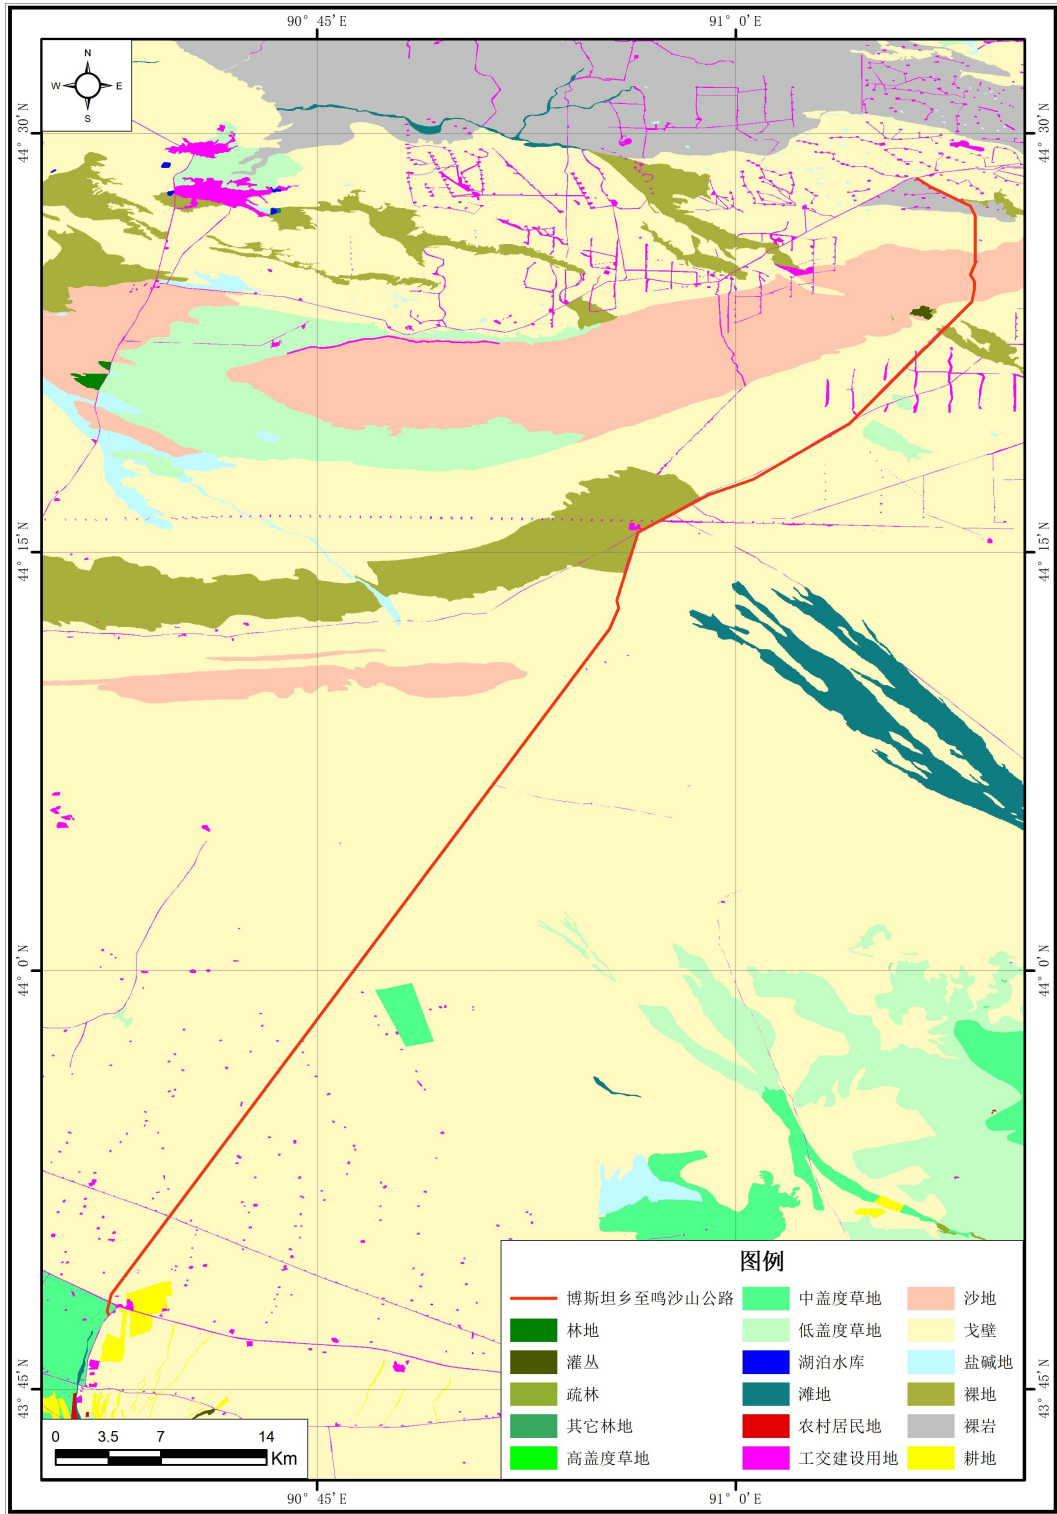 90° 45'E 91° 0'E
N
W E
S
44° 30'N 44° 30'N
44° 15'N 44° 15'N
44° 0'N 44° 0'N
43° 45'N 43° 45'N
图例
博斯坦乡至鸣沙山公路 中盖度草地 沙地
林地 低盖度草地 戈壁
灌丛 湖泊水库 盐碱地
疏林 滩地 裸地
其它林地 农村居民地 裸岩
高盖度草地 工交建设用地 耕地
0 3.5 7 14
Km
90° 45'E 91° 0'E